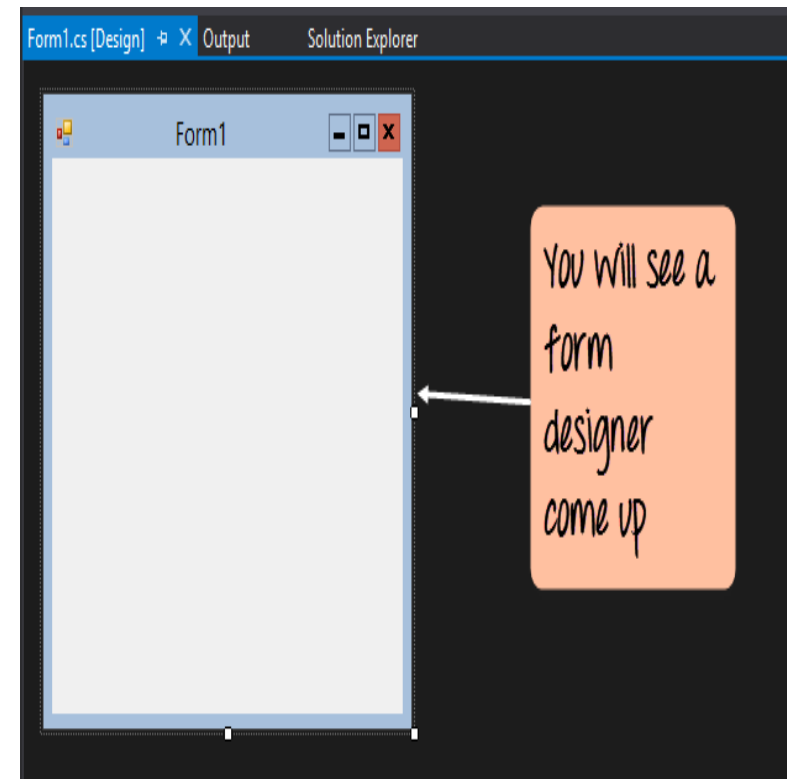 Form1.cs [Design] Output Solution Explorer
Form1
You will see a
form
designer
come up